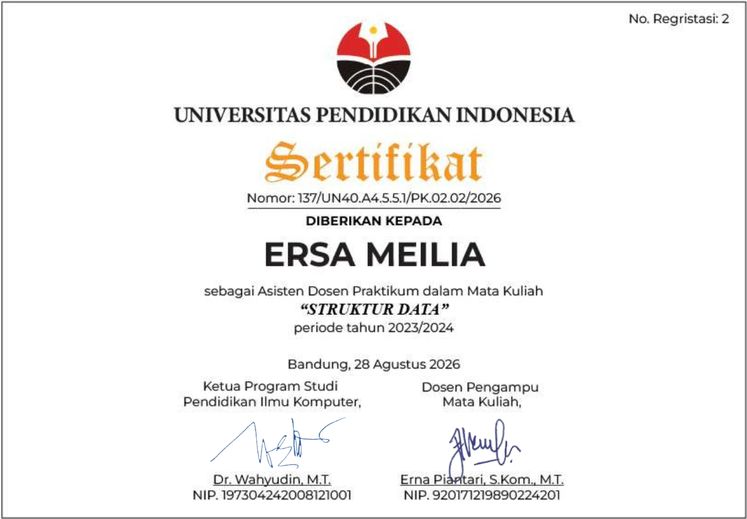 No. Regristasi: 2
UNIVERSITAS PENDIDIKAN INDONESIA
Sertifikat
Nomor: 137/UN40.A4.5.5.1/PK.02.02/2026
DIBERIKAN KEPADA
ERSA MEILIA
sebagai Asisten Dosen Praktikum dalam Mata Kuliah
“STRUKTUR DATA”
periode tahun 2023/2024
Bandung, 28 Agustus 2026
Ketua Program Studi
Pendidikan Ilmu Komputer,
Dr. Wahyudin, M.T.
NIP. 197304242008121001
Dosen Pengampu
Mata Kuliah,
Erna Piantari, S.Kom., M.T.
NIP. 920171219890224201